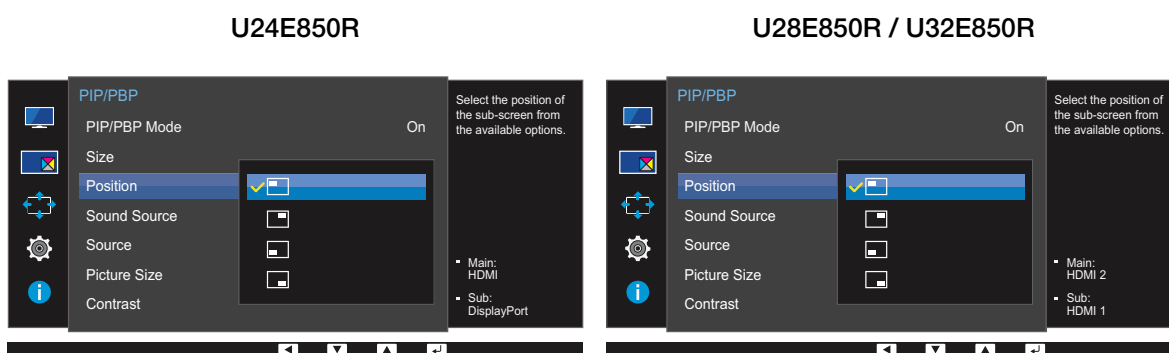 U24E850R
PIP/PBP
PIP/PBP Mode On
Size
Position
Sound Source
Source
Picture Size
Contrast
Select the position of
the sub-screen from
the available options.
Main:
HDMI
Sub:
DisplayPort
U28E850R / U32E850R
PIP/PBP
PIP/PBP Mode On
Size
Position
Sound Source
Source
Picture Size
Contrast
Select the position of
the sub-screen from
the available options.
Main:
HDMI 2
Sub:
HDMI 1